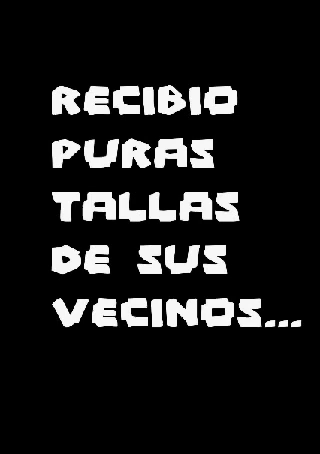 RECIBIO
PURAS
TALLAS
DE SUS
VECINOS...